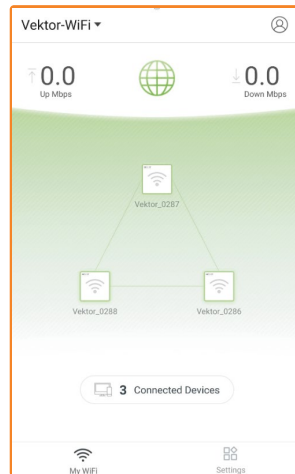 Vektor-WiFi
0.0
Up Mbps
0.0
Down Mbps
Vektor_0287
Vektor_0288
Vektor_0286
3 Connected Devices
My WiFi
Settings